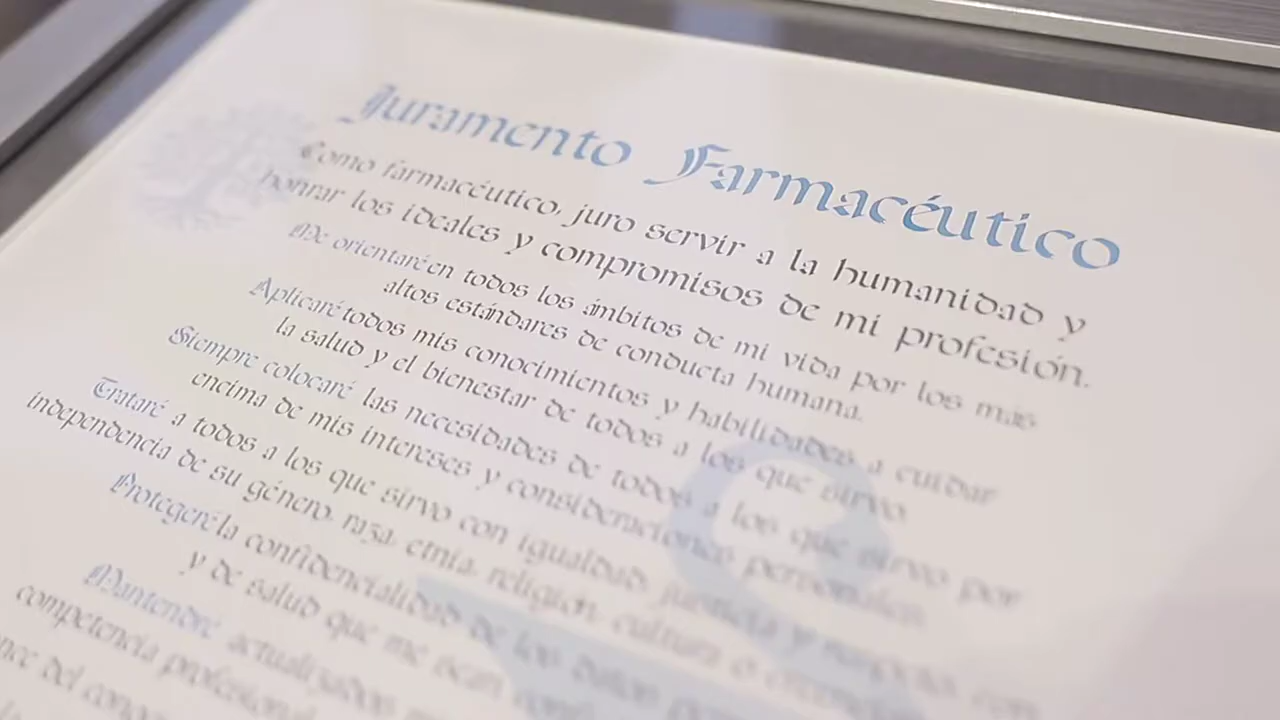 Juramento Farmacéutico
Como farmacéutico, juro servir a la humanidad y
honrar los ideales y compromisos de mi profesión.
Me orientaré en todos los ámbitos de mi vida por los más
altos estándares de conducta humana.
Aplicaré todos mis conocimientos y habilidades a cuidar
la salud y el bienestar de todos a los que sirvo.
Siempre colocaré las necesidades de todos a los que sirvo por
encima de mis intereses y consideraciones personales.
Trataré a todos a los que sirvo con igualdad, justicia y respeto, con
independencia de su género, raza, etnia, religión, cultura o
Protegeré la confidencialidad de los datos
y de salud que me sean
Mantendré actualizados
competencia profesional
del